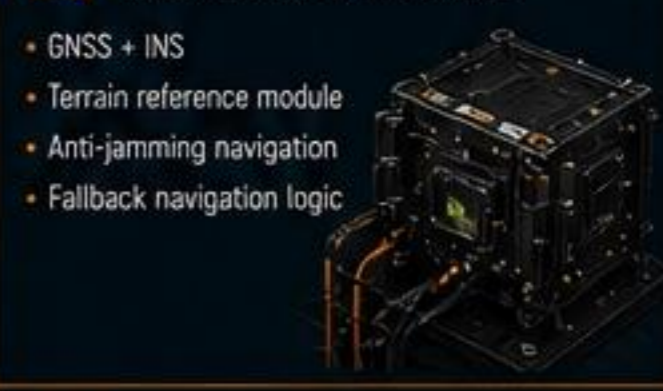 • GNSS + INS
• Terrain reference module
• Anti-jamming navigation
• Fallback navigation logic